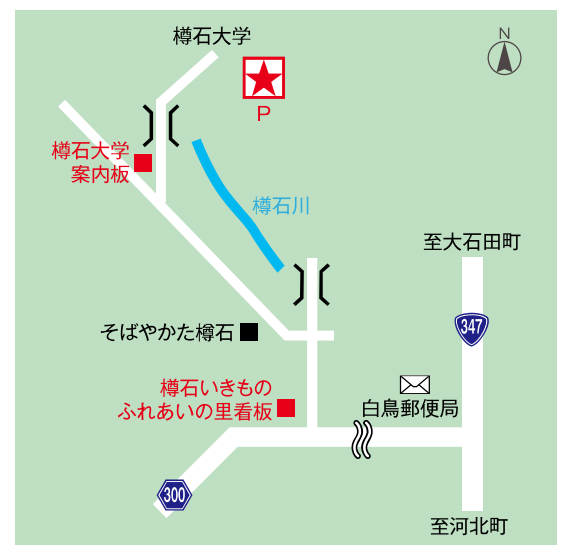 樽石大学
N
P
樽石大学
案内板
樽石川
至大石田町
347
そばやかた樽石
樽石いきもの
ふれあいの里看板
白鳥郵便局
300
至河北町